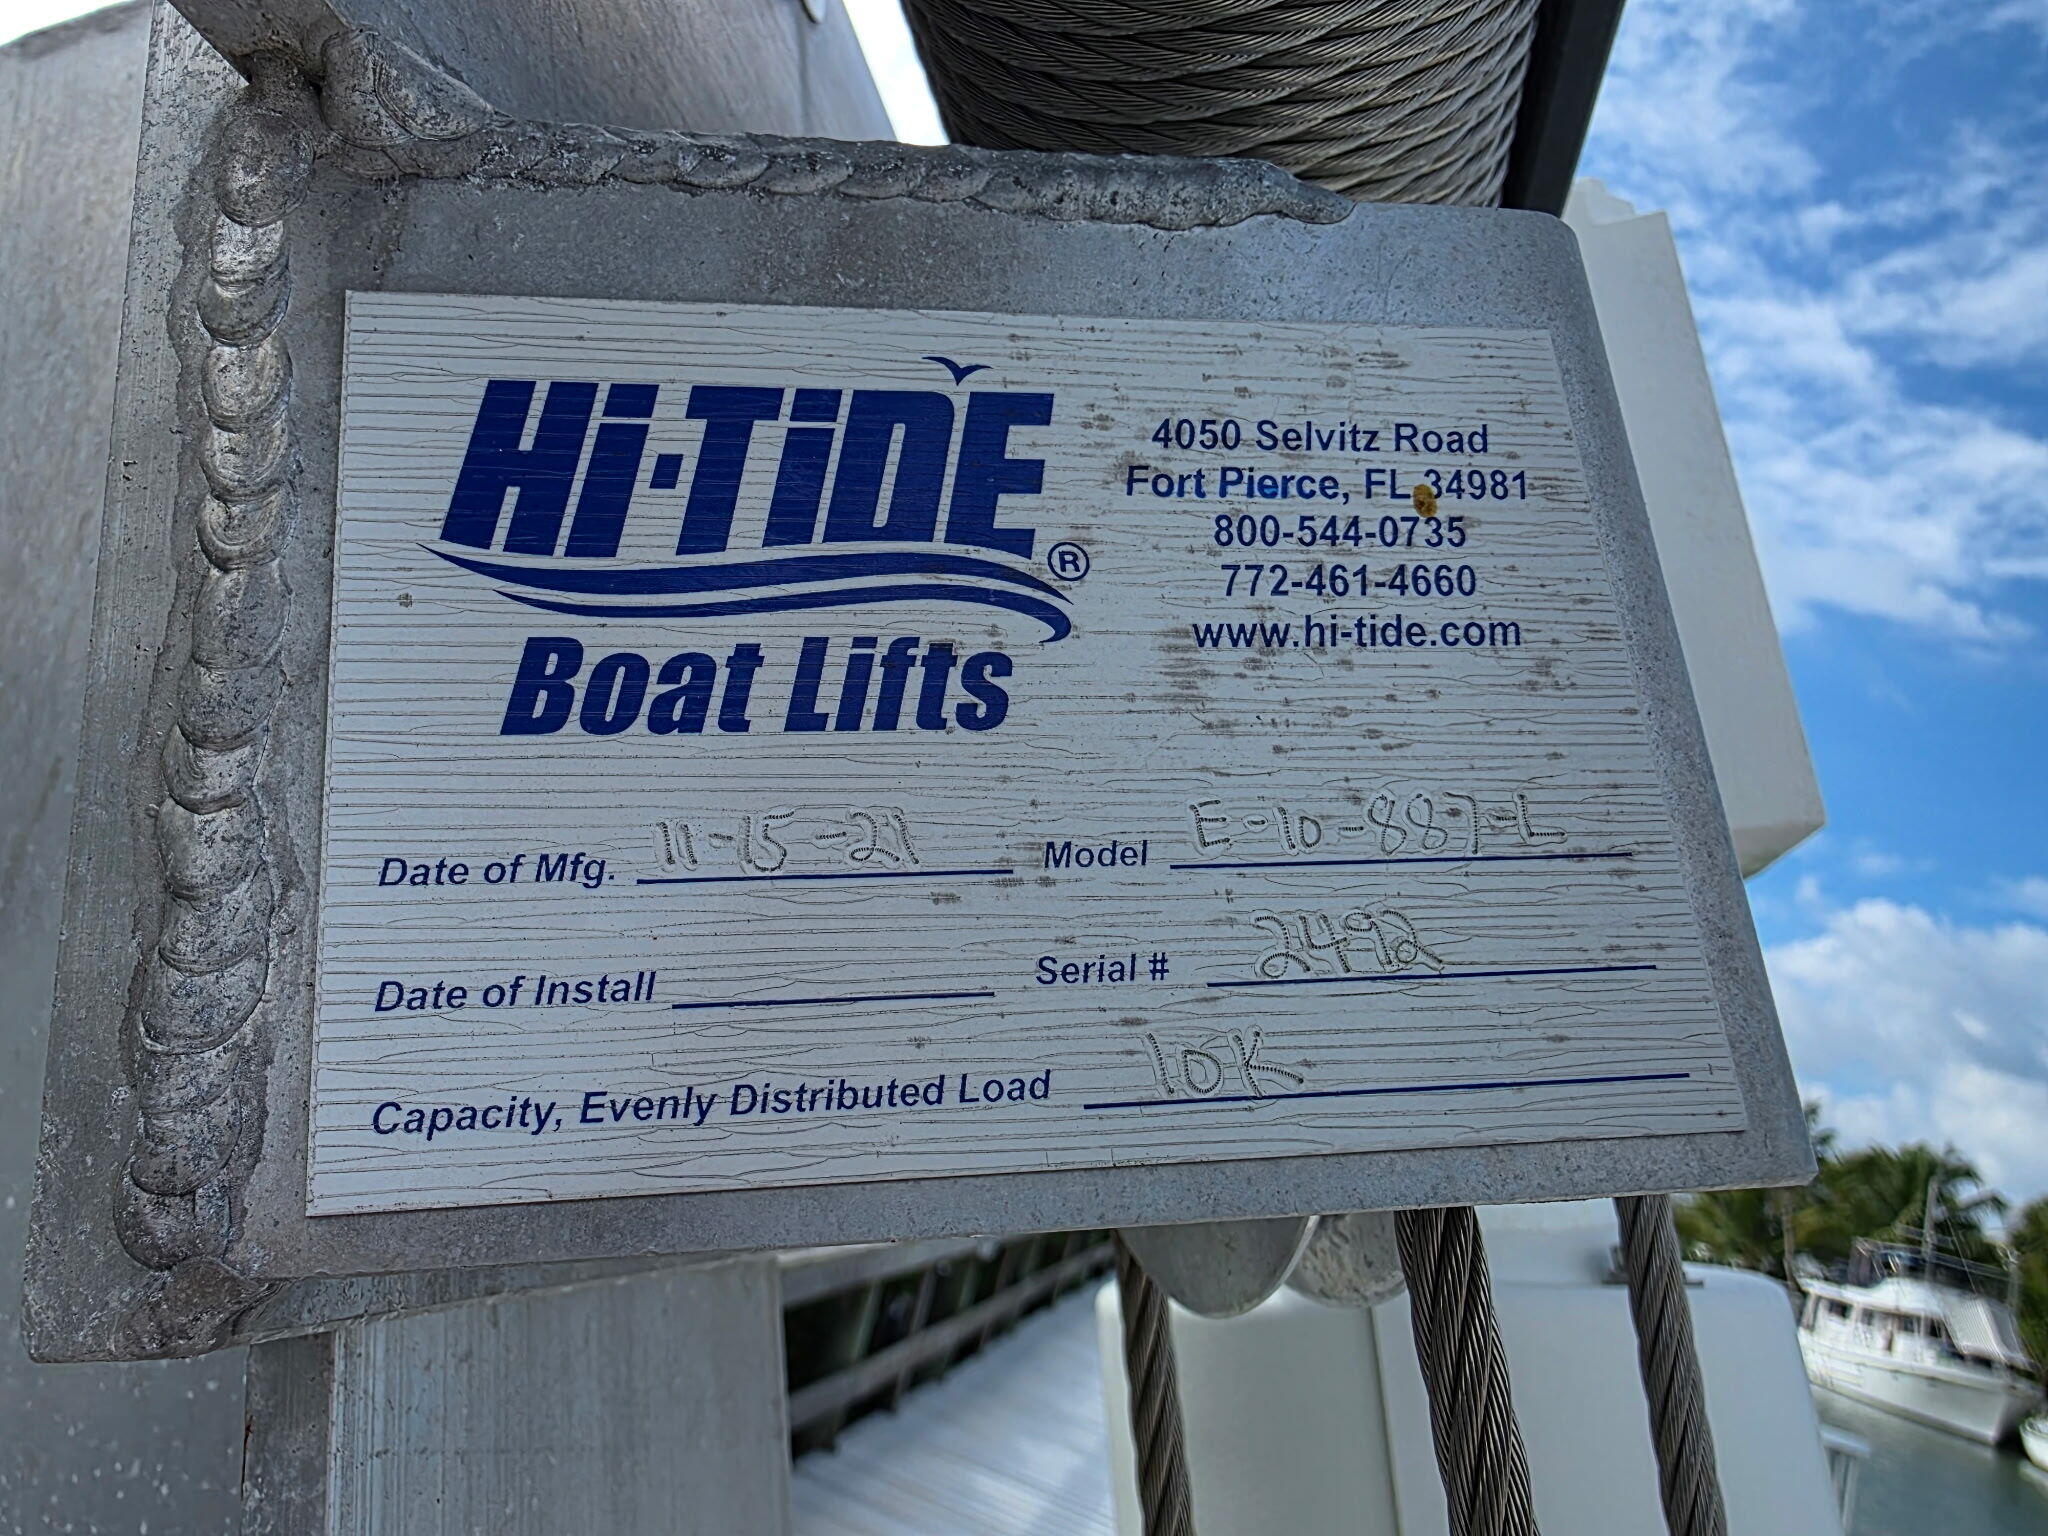 Hi-TiDE®
Boat Lifts
4050 Selvitz Road
Fort Pierce, FL 34981
800-544-0735
772-461-4660
www.hi-tide.com
Date of Mfg. 11-15-21 Model E-10-887-L
Date of Install Serial # 2492
Capacity, Evenly Distributed Load 10K